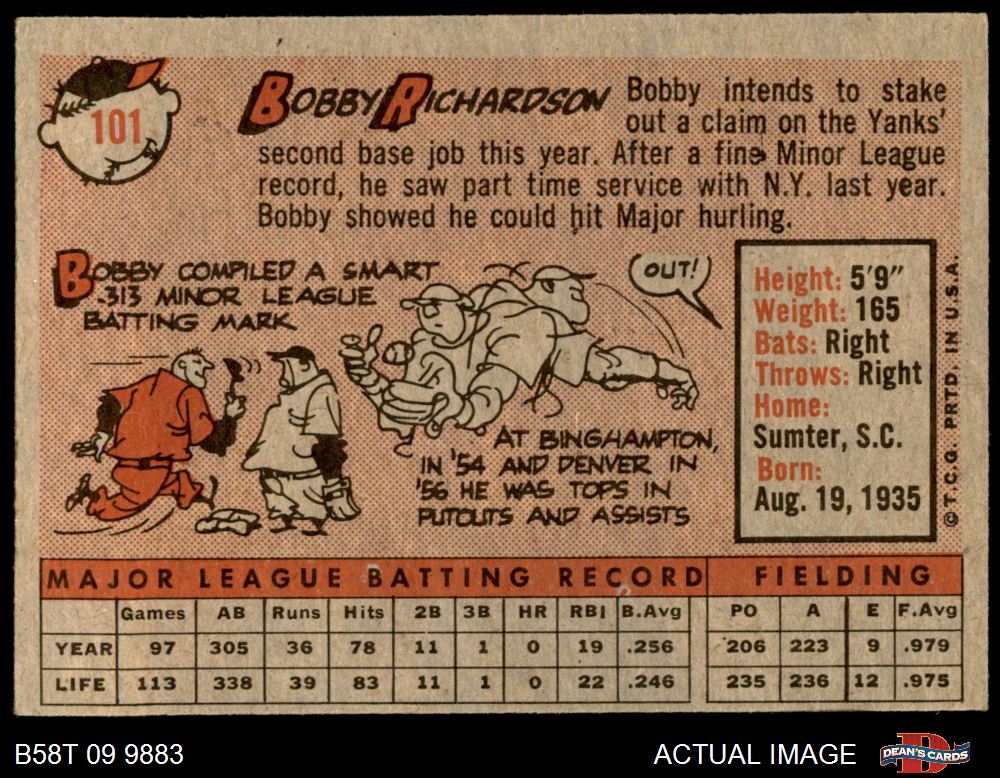 101
BOBBY RICHARDSON
Bobby intends to stake
out a claim on the Yanks'
second base job this year. After a fine Minor League
record, he saw part time service with N.Y. last year.
Bobby showed he could hit Major hurling.
BOBBY COMPILED A SMART
.313 MINOR LEAGUE
BATTING MARK
OUT!
AT BINGHAMPTON,
IN '54 AND DENVER IN
'56 HE WAS TOPS IN
PUTOUTS AND ASSISTS
Height: 5'9"
Weight: 165
Bats: Right
Throws: Right
Home:
Sumter, S.C.
Born:
Aug. 19, 1935
© T.C.G. PRTD. IN U.S.A.
MAJOR LEAGUE BATTING RECORD FIELDING
Games AB Runs Hits 2B 3B HR RBI B.Avg PO A E F.Avg
YEAR 97 305 36 78 11 1 0 19 .256 206 223 9 .979
LIFE 113 338 39 83 11 1 0 22 .246 235 236 12 .975
B58T 09 9883
ACTUAL IMAGE
DEAN'S CARDS